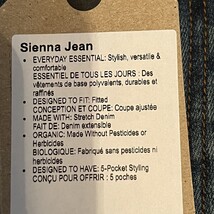 Sienna Jean
• EVERYDAY ESSENTIAL: Stylish, versatile &
comfortable
ESSENTIEL DE TOUS LES JOURS : Des
vêtements de base polyvalents, durables et
raffinés
• DESIGNED TO FIT: Fitted
CONCEPTION ET COUPE: Coupe ajustée
• MADE WITH: Stretch Denim
FAIT DE: Denim extensible
• ORGANIC: Made Without Pesticides or
Herbicides
BIOLOGIQUE: Fabriqué sans pesticides ni
herbicides
• DESIGNED TO HAVE: 5-Pocket Styling
CONÇU POUR OFFRIR : 5 poches